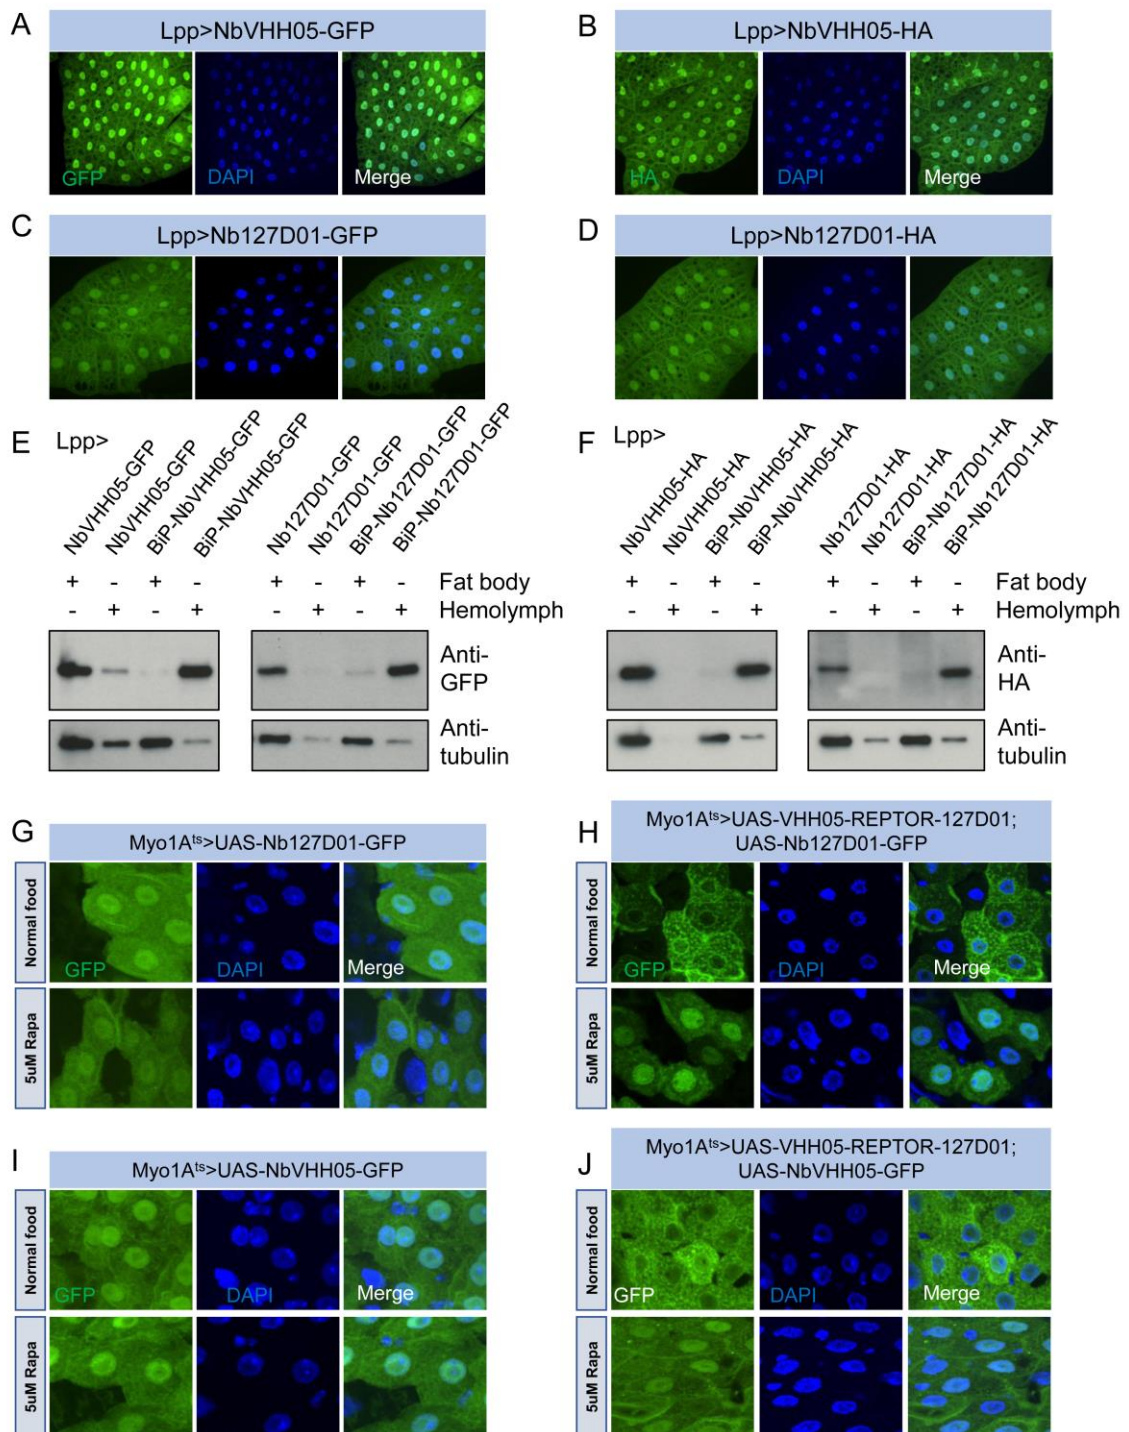 A
Lpp>NbVHH05-GFP
GFP
DAPI
Merge
B
Lpp>NbVHH05-HA
HA
DAPI
Merge
C
Lpp>Nb127D01-GFP
D
Lpp>Nb127D01-HA
E
Lpp>
NbVHH05-GFP
NbVHH05-GFP
BiP-NbVHH05-GFP
BiP-NbVHH05-GFP
Nb127D01-GFP
Nb127D01-GFP
BiP-Nb127D01-GFP
BiP-Nb127D01-GFP
+ - + - + - + - Fat body
- + - + - + - + Hemolymph
Anti-
GFP
Anti-
tubulin
F
Lpp>
NbVHH05-HA
NbVHH05-HA
BiP-NbVHH05-HA
BiP-NbVHH05-HA
Nb127D01-HA
Nb127D01-HA
BiP-Nb127D01-HA
BiP-Nb127D01-HA
+ - + - + - + - Fat body
- + - + - + - + Hemolymph
Anti-
HA
Anti-
tubulin
G
Myo1Ats>UAS-Nb127D01-GFP
Normal food
GFP
DAPI
Merge
5uM Rapa
H
Myo1Ats>UAS-VHH05-REPTOR-127D01;
UAS-Nb127D01-GFP
Normal food
GFP
DAPI
Merge
5uM Rapa
I
Myo1Ats>UAS-NbVHH05-GFP
Normal food
GFP
DAPI
Merge
5uM Rapa
J
Myo1Ats>UAS-VHH05-REPTOR-127D01;
UAS-NbVHH05-GFP
Normal food
GFP
DAPI
Merge
5uM Rapa